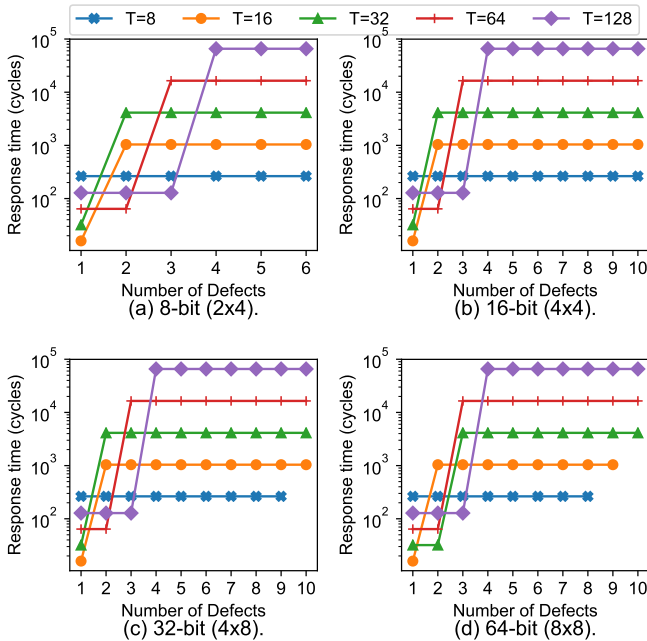 T=8 T=16 T=32 T=64 T=128
Response time (cycles)
10^5
10^4
10^3
10^2
1 2 3 4 5 6
Number of Defects
(a) 8-bit (2x4).
Response time (cycles)
10^5
10^4
10^3
10^2
1 2 3 4 5 6 7 8 9 10
Number of Defects
(b) 16-bit (4x4).
Response time (cycles)
10^5
10^4
10^3
10^2
1 2 3 4 5 6 7 8 9 10
Number of Defects
(c) 32-bit (4x8).
Response time (cycles)
10^5
10^4
10^3
10^2
1 2 3 4 5 6 7 8 9 10
Number of Defects
(d) 64-bit (8x8).